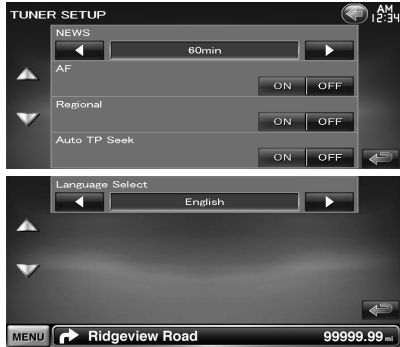 TUNER SETUP
AM
12:34
NEWS
60min
AF
ON OFF
Regional
ON OFF
Auto TP Seek
ON OFF
Language Select
English
MENU Ridgeview Road 99999.99 mi